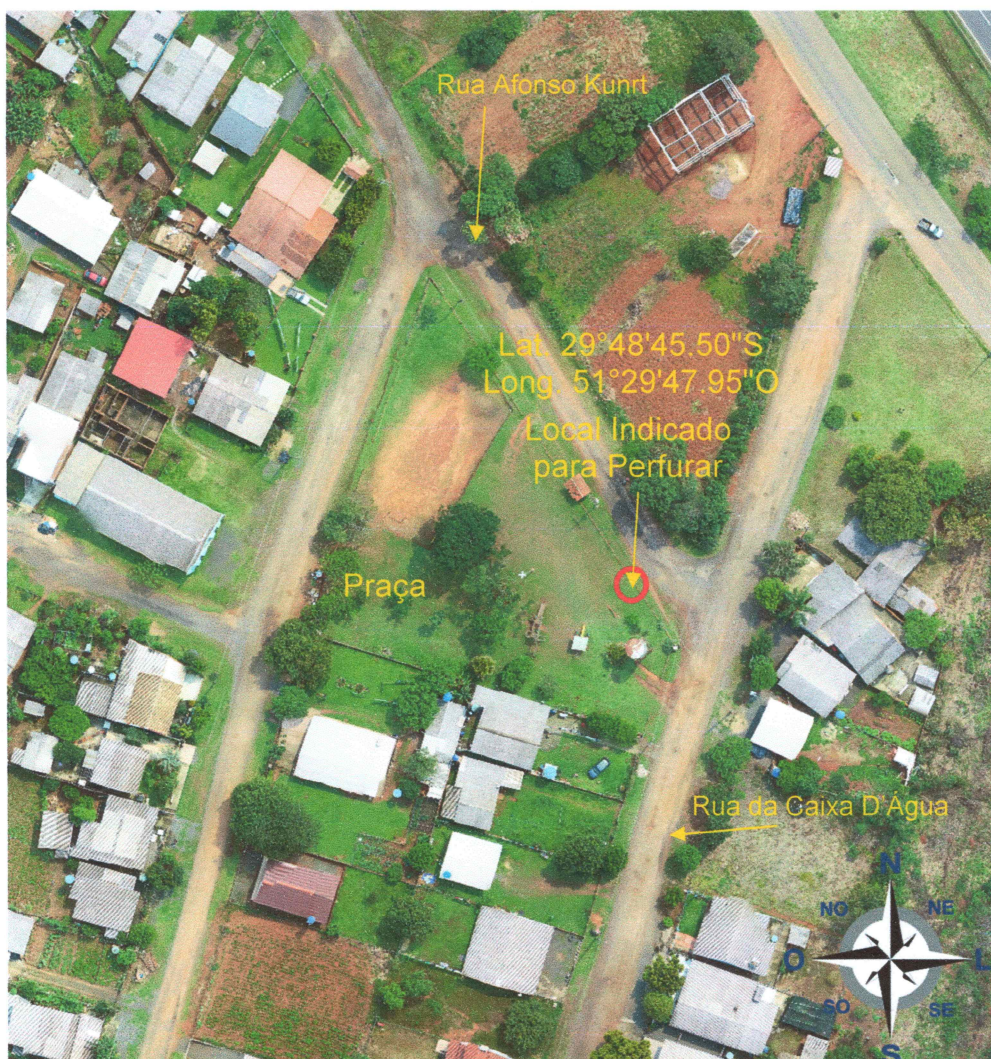 Rua Afonso Kunrt
Lat. 29°48'45.50"S
Long. 51°29'47.95"O
Local Indicado
para Perfurar
Praça
Rua da Caixa D'Água
N
NO
NE
O
L
SO
SE
S